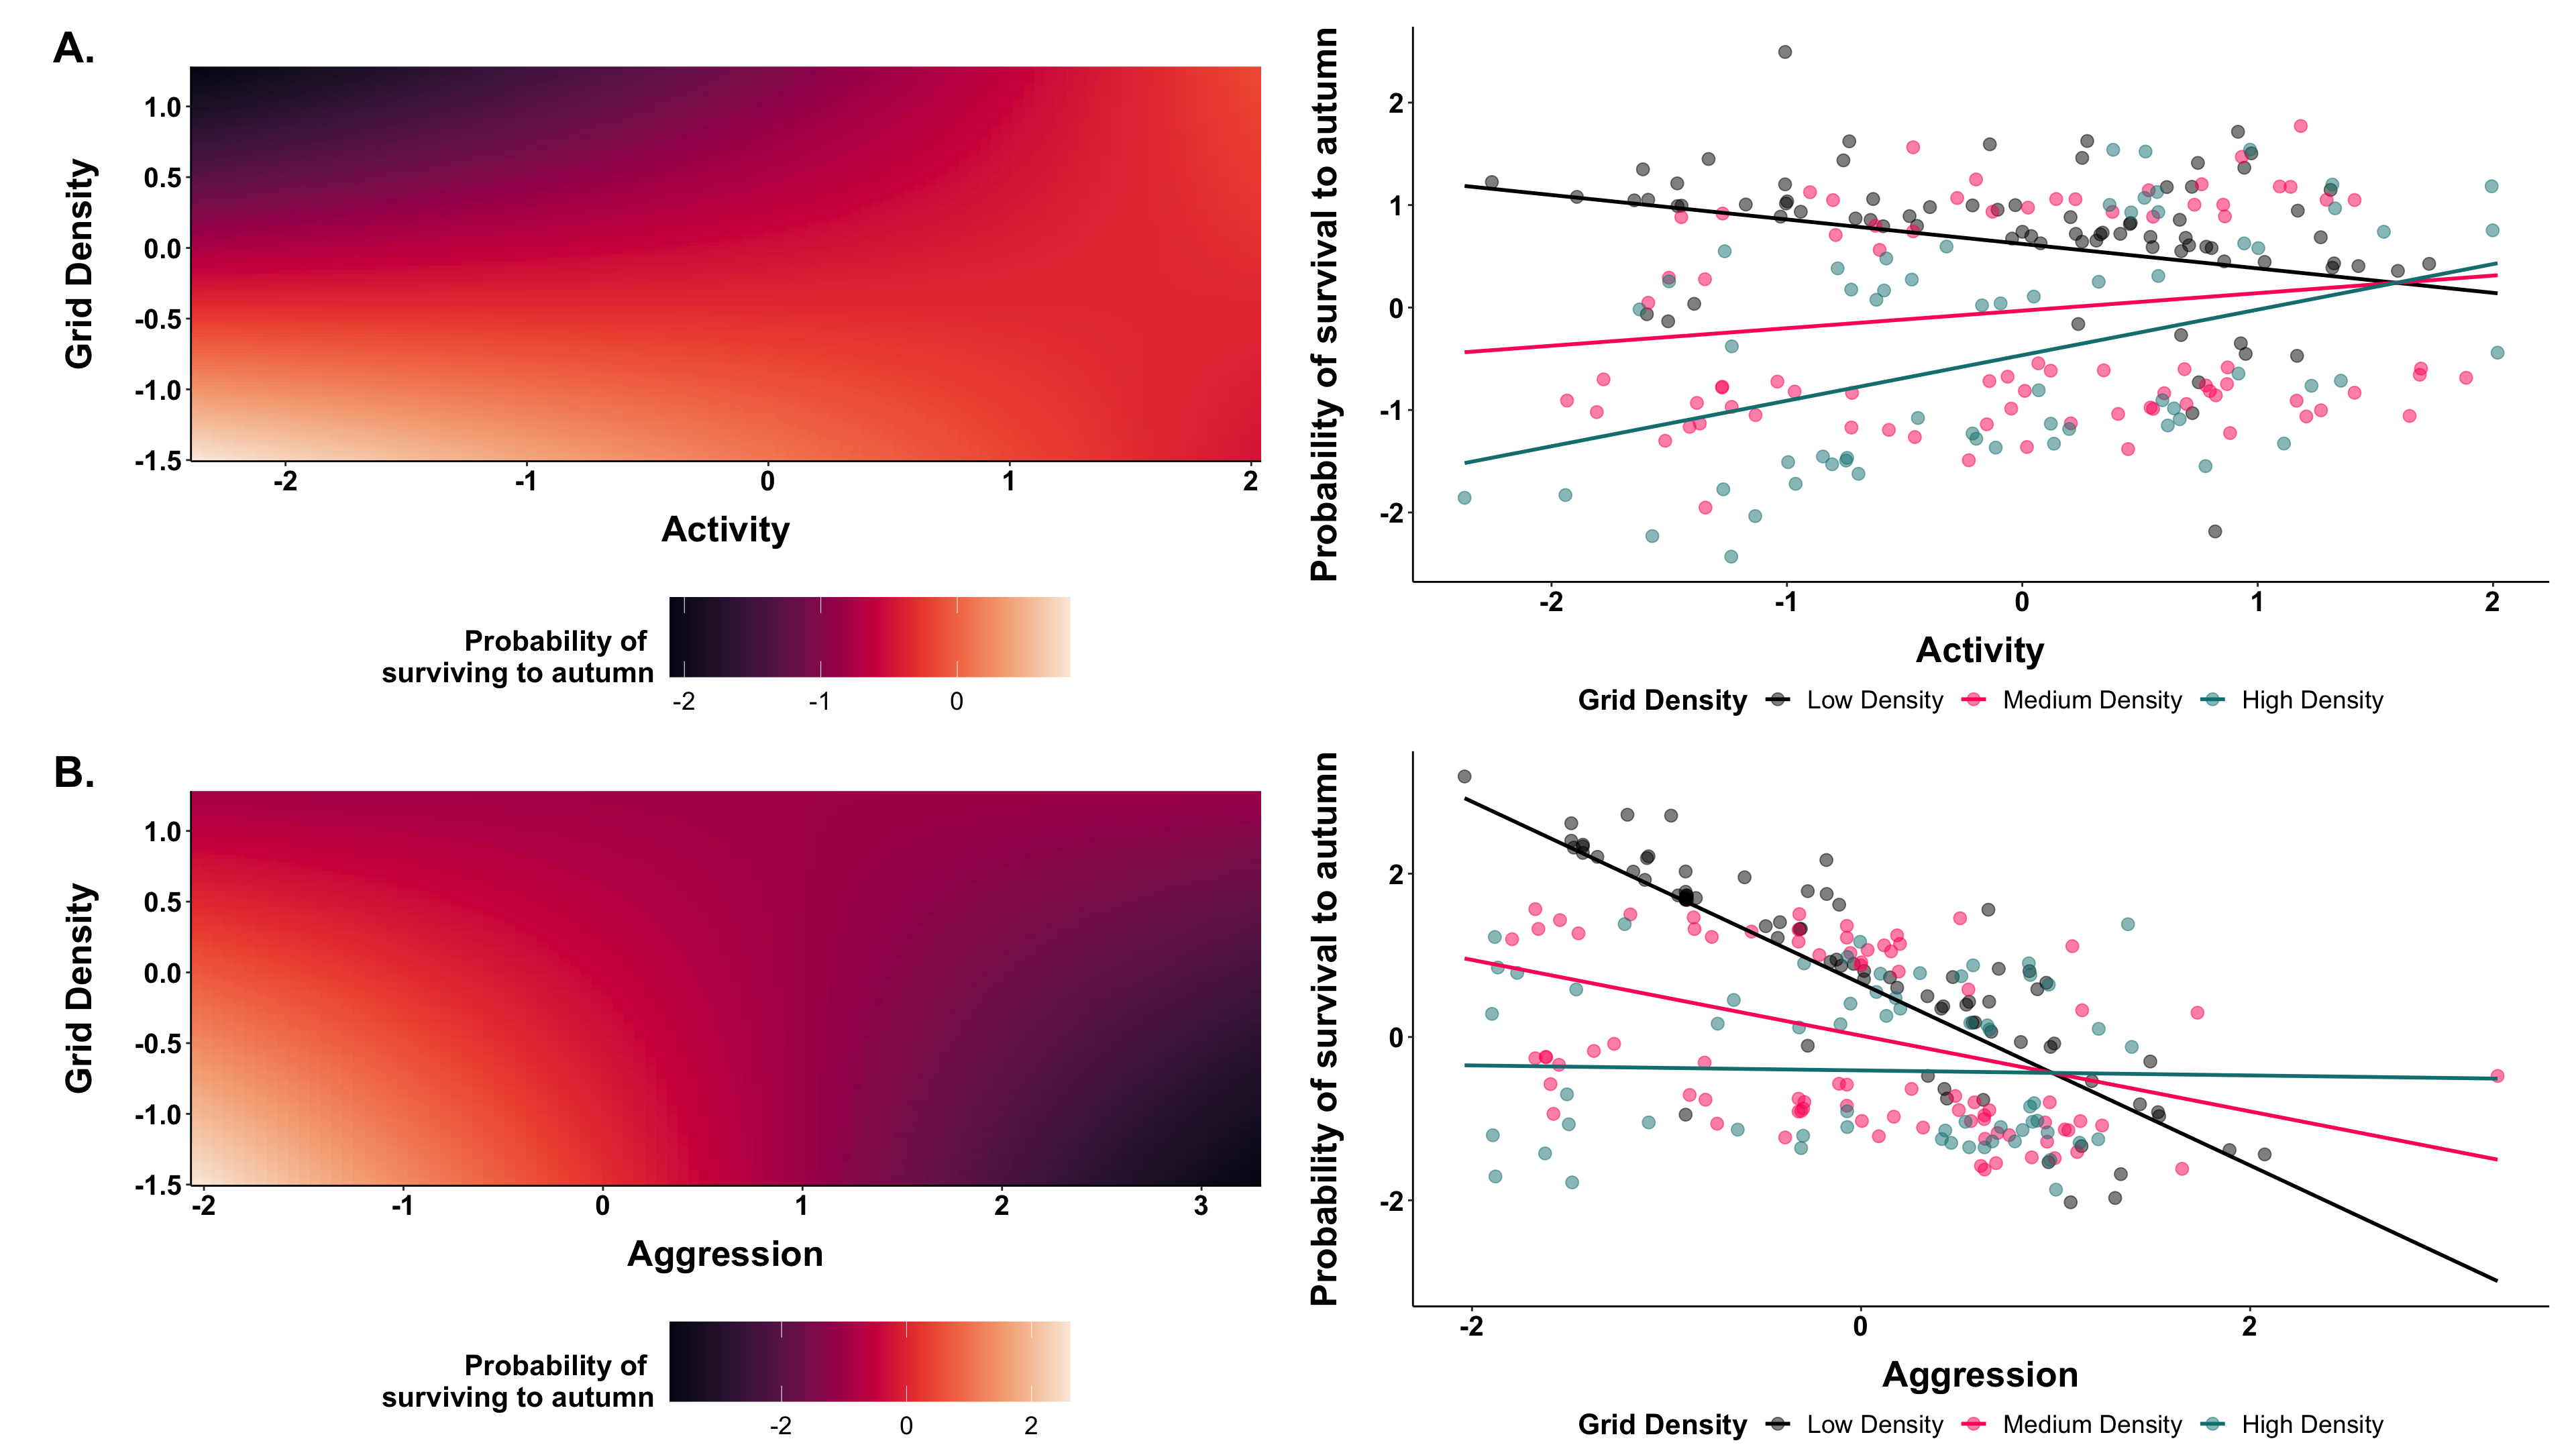 A.
Grid Density
1.0
0.5
0.0
-0.5
-1.0
-1.5
-2 -1 0 1 2
Activity
Probability of
surviving to autumn
-2 -1 0
Probability of survival to autumn
2
1
0
-1
-2
-2 -1 0 1 2
Activity
Grid Density Low Density Medium Density High Density
B.
Grid Density
1.0
0.5
0.0
-0.5
-1.0
-1.5
-2 -1 0 1 2 3
Aggression
Probability of
surviving to autumn
-2 0 2
Probability of survival to autumn
2
0
-2
-2 0 2
Aggression
Grid Density Low Density Medium Density High Density